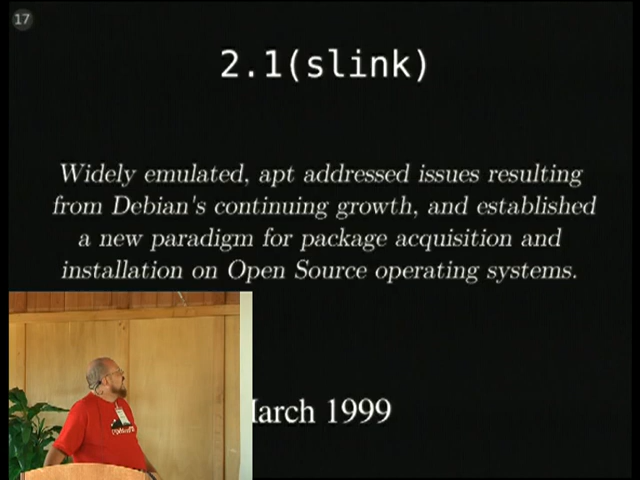 17
2.1(slink)
Widely emulated, apt addressed issues resulting
from Debian's continuing growth, and established
a new paradigm for package acquisition and
installation on Open Source operating systems.
1999